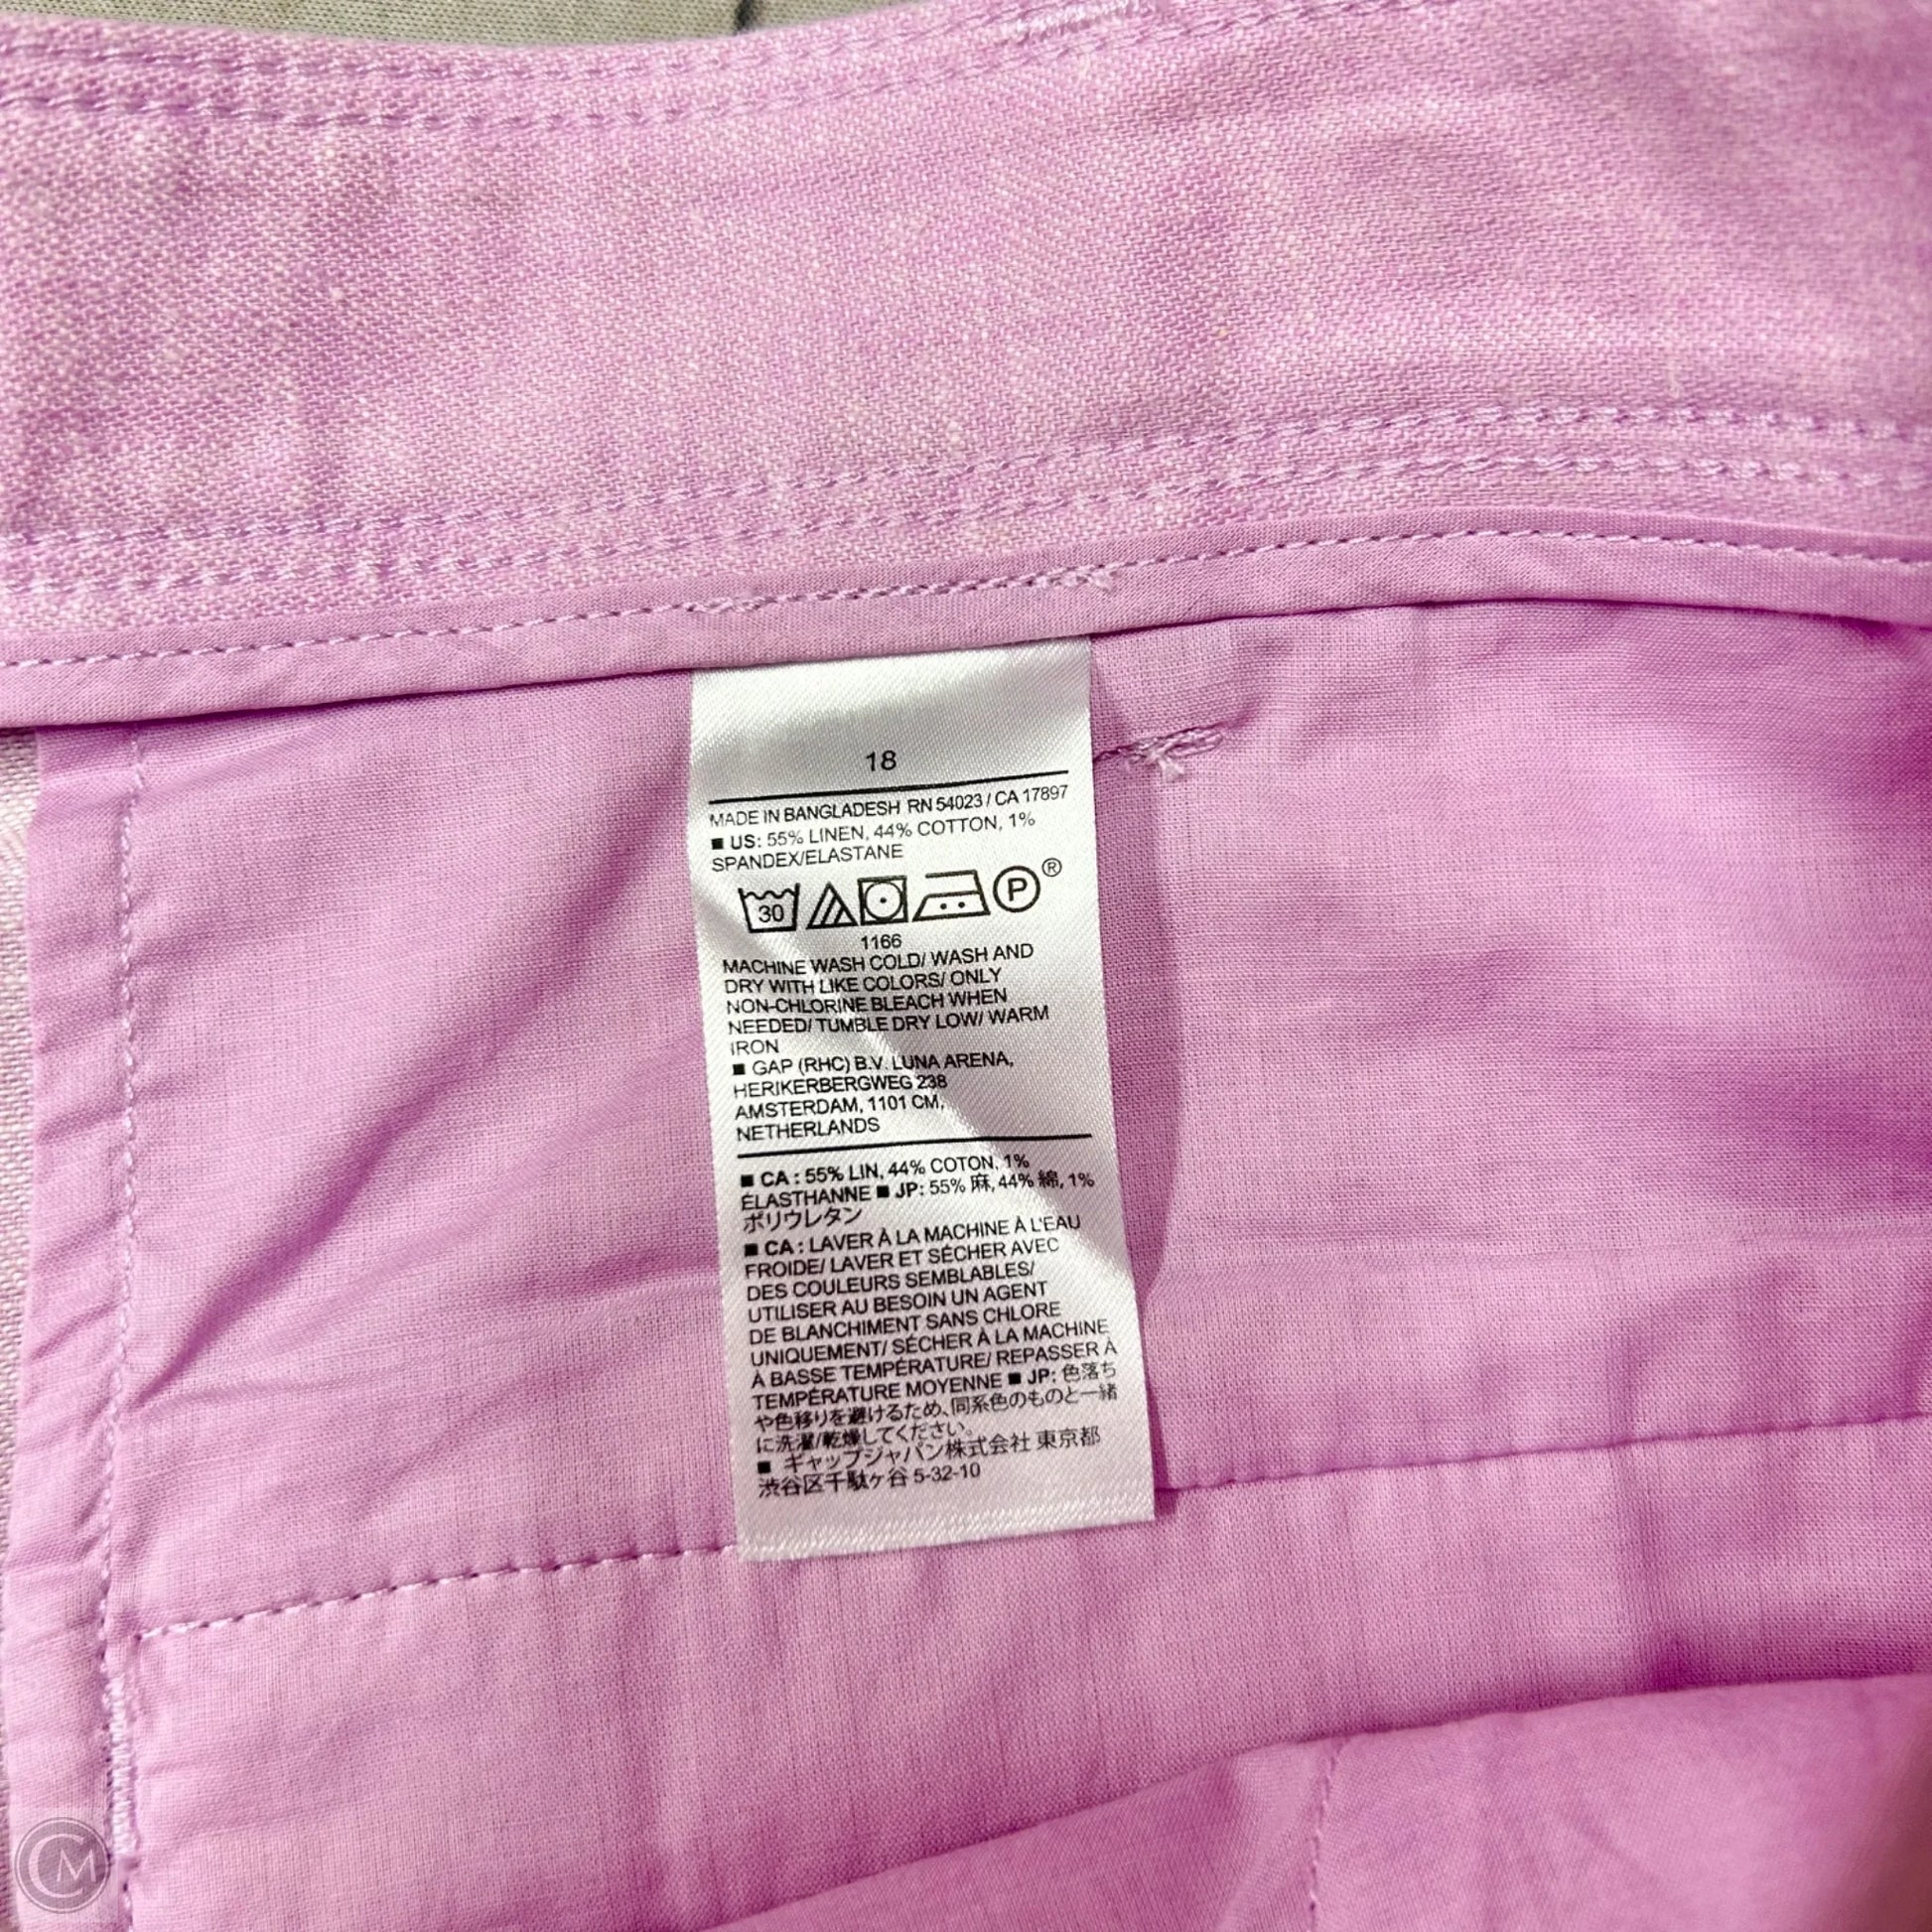 18
MADE IN BANGLADESH RN 54023 / CA 17897
■ US: 55% LINEN, 44% COTTON, 1%
SPANDEX/ELASTANE
30 P ®
1166
MACHINE WASH COLD/ WASH AND
DRY WITH LIKE COLORS/ ONLY
NON-CHLORINE BLEACH WHEN
NEEDED/ TUMBLE DRY LOW/ WARM
IRON
■ GAP (RHC) B.V. LUNA ARENA,
HERIKERBERGWEG 238
AMSTERDAM, 1101 CM,
NETHERLANDS
■ CA : 55% LIN, 44% COTON, 1%
ÉLASTHANNE ■ JP: 55% 麻, 44% 綿, 1%
ポリウレタン
■ CA : LAVER À LA MACHINE À L'EAU
FROIDE/ LAVER ET SÉCHER AVEC
DES COULEURS SEMBLABLES/
UTILISER AU BESOIN UN AGENT
DE BLANCHIMENT SANS CHLORE
UNIQUEMENT/ SÉCHER À LA MACHINE
À BASSE TEMPÉRATURE/ REPASSER À
TEMPÉRATURE MOYENNE ■ JP: 色落ち
や色移りを避けるため、同系色のものと一緒
に洗濯/乾燥してください。
■ ギャップジャパン株式会社 東京都
渋谷区千駄ヶ谷 5-32-10
CM